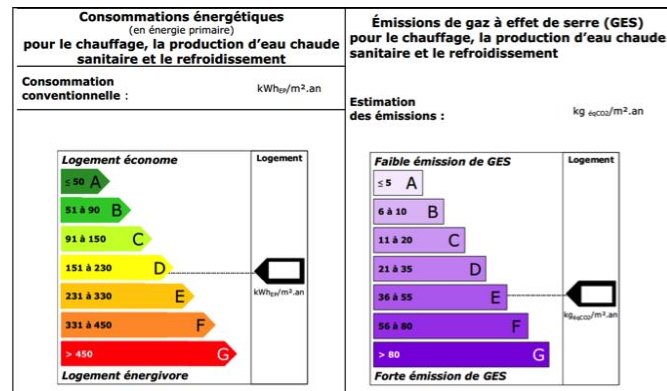 Consommations énergétiques
(en énergie primaire)
pour le chauffage, la production d'eau chaude
sanitaire et le refroidissement
Consommation
conventionnelle :
kWhEP/m².an
Logement économe
Logement
≤ 50 A
51 à 90 B
91 à 150 C
151 à 230 D
231 à 330 E
331 à 450 F
> 450 G
kWhEP/m².an
Logement énergivore
Émissions de gaz à effet de serre (GES)
pour le chauffage, la production d'eau chaude
sanitaire et le refroidissement
Estimation
des émissions :
kg éqCO2/m².an
Faible émission de GES
Logement
≤ 5 A
6 à 10 B
11 à 20 C
21 à 35 D
36 à 55 E
56 à 80 F
> 80 G
kgéqCO2/m².an
Forte émission de GES